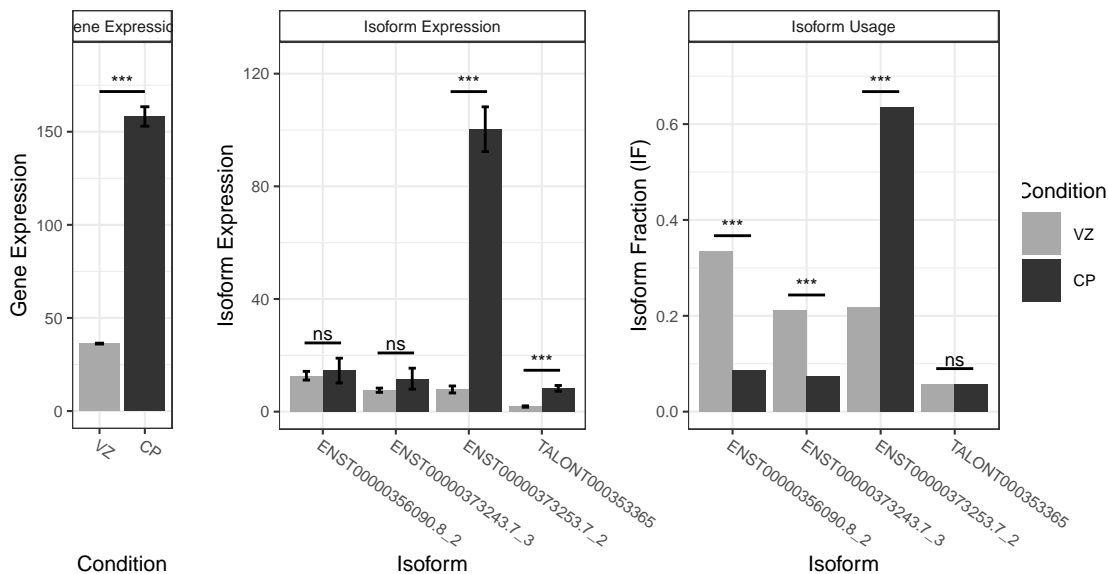 ene Expressio
Gene Expression
150
100
50
0
***
VZ
CP
Condition
Isoform Expression
Isoform Expression
120
80
40
0
ns
ns
***
***
ENST00000356090.8_2
ENST00000373243.7_3
ENST00000373253.7_2
TALONT000353365
Isoform
Isoform Usage
Isoform Fraction (IF)
0.6
0.4
0.2
0.0
***
***
***
ns
ENST00000356090.8_2
ENST00000373243.7_3
ENST00000373253.7_2
TALONT000353365
Isoform
Condition
VZ
CP